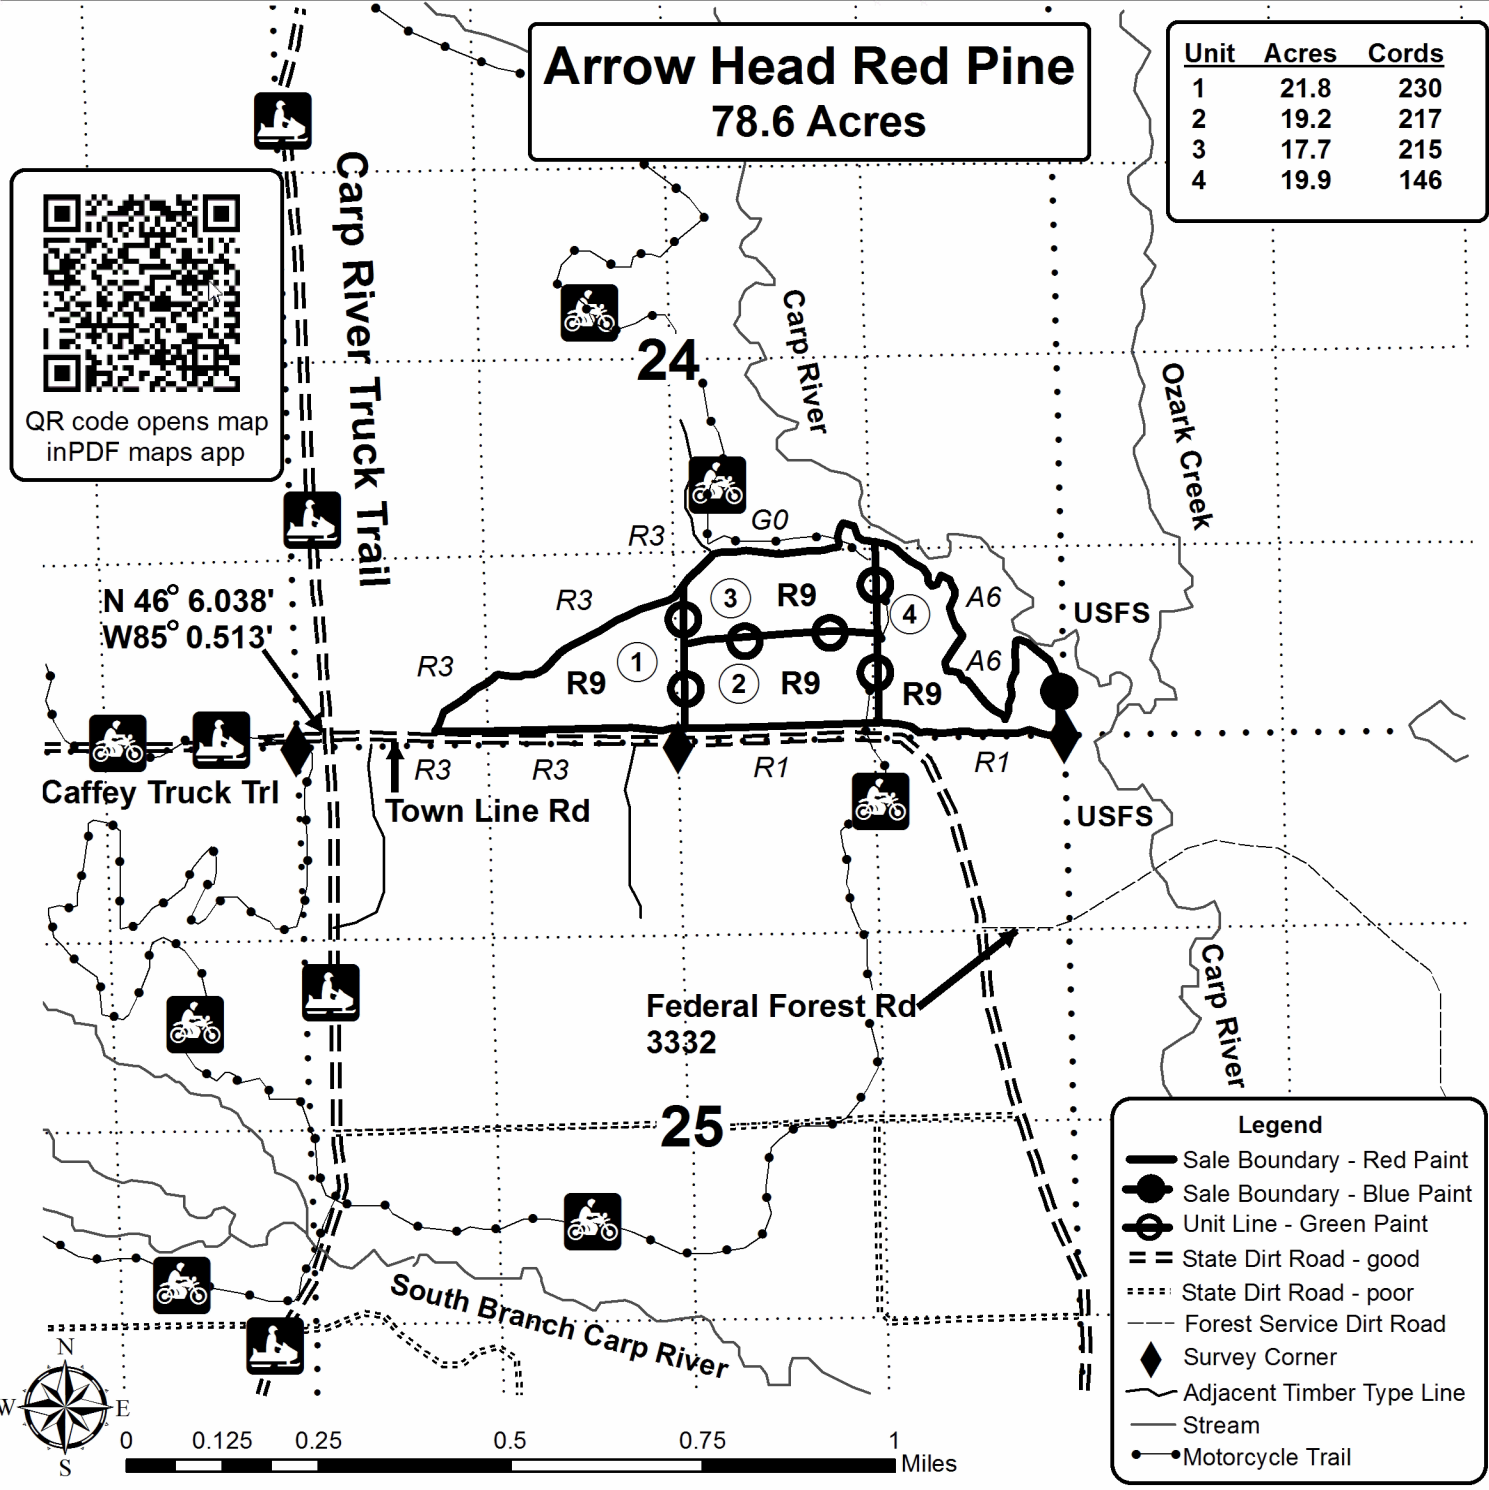 Arrow Head Red Pine
78.6 Acres
Unit Acres Cords
1 21.8 230
2 19.2 217
3 17.7 215
4 19.9 146
QR code opens map
inPDF maps app
Carp River Truck Trail
24
Carp River
Ozark Creek
G0
R3
R3
R3
N 46° 6.038'
W85° 0.513'
3
R9
4
A6
USFS
1
R9
2
R9
R9
A6
R3
R3
R1
R1
Caffey Truck Trl
Town Line Rd
USFS
Federal Forest Rd
3332
Carp River
25
South Branch Carp River
Legend
Sale Boundary - Red Paint
Sale Boundary - Blue Paint
Unit Line - Green Paint
State Dirt Road - good
State Dirt Road - poor
Forest Service Dirt Road
Survey Corner
Adjacent Timber Type Line
Stream
Motorcycle Trail
N
W E
S
0 0.125 0.25 0.5 0.75 1
Miles